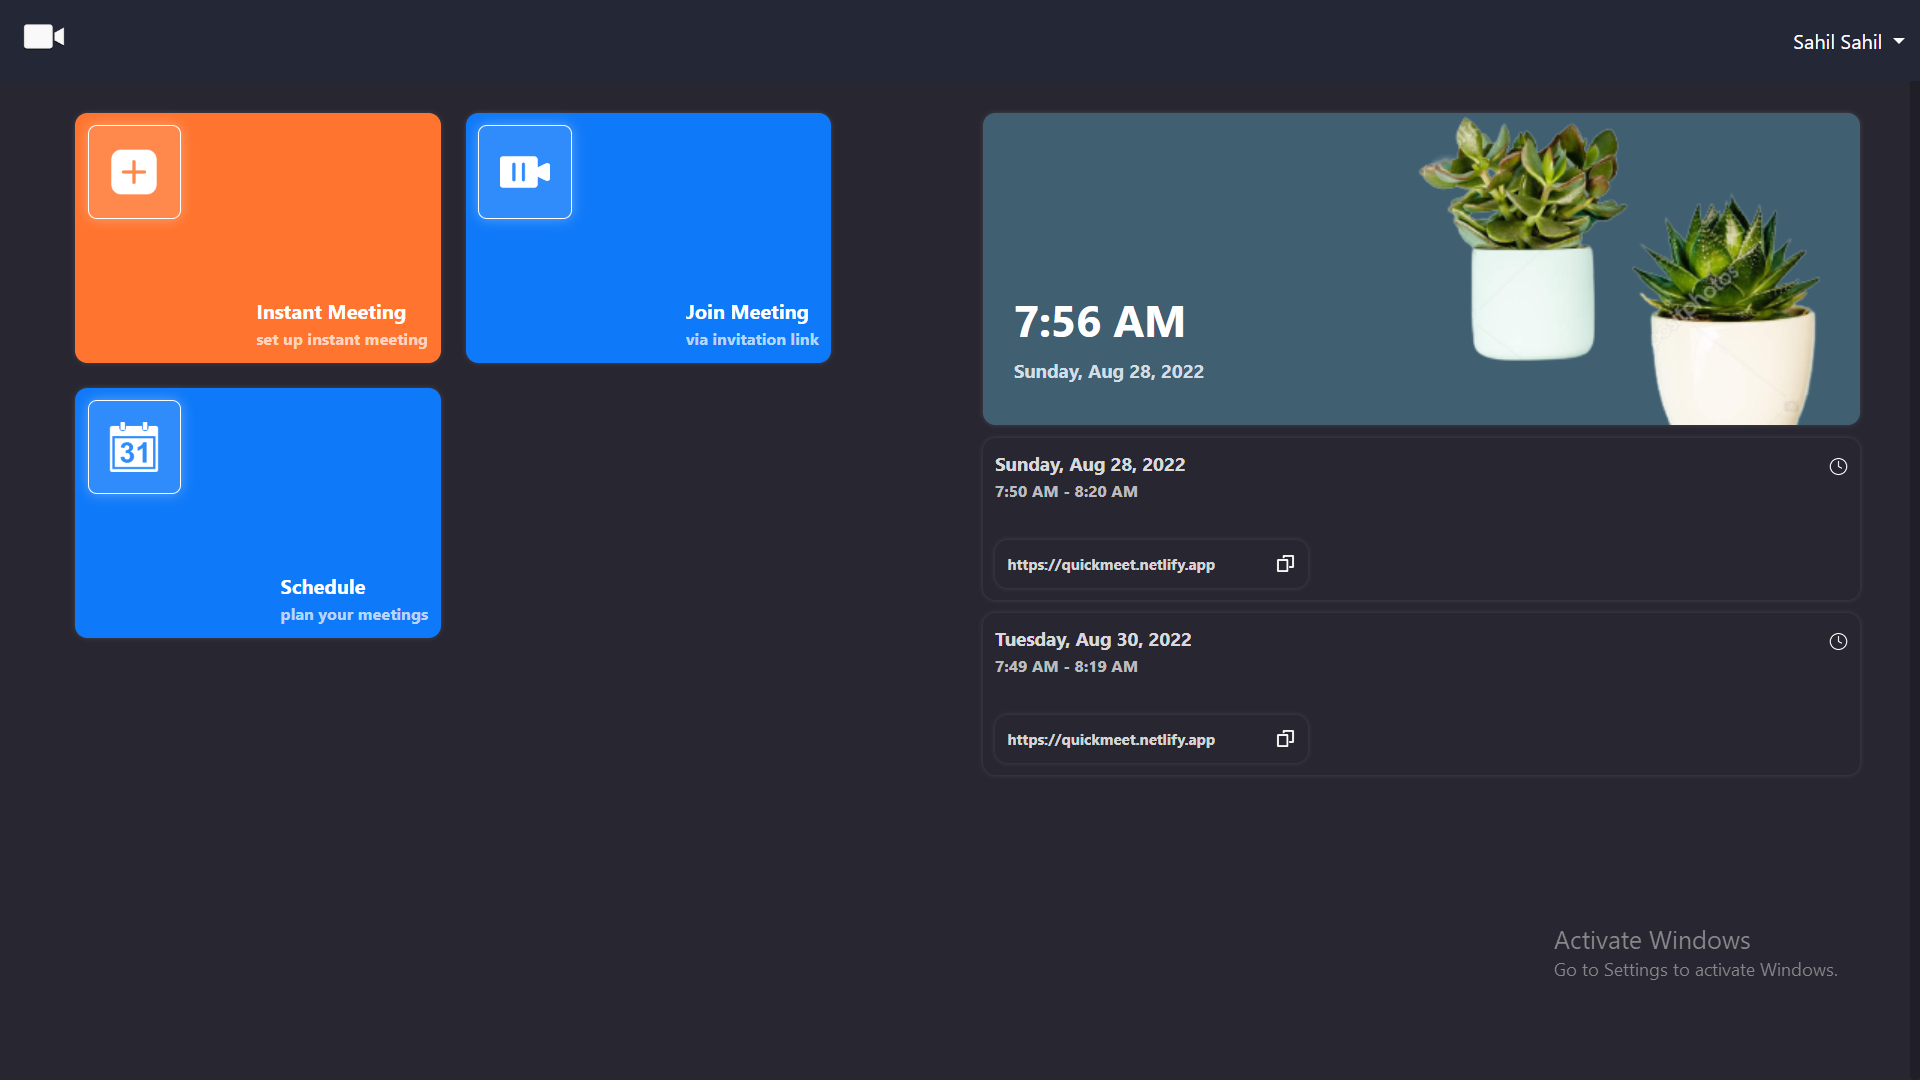 Sahil Sahil
Instant Meeting
set up instant meeting
Join Meeting
via invitation link
31
Schedule
plan your meetings
7:56 AM
Sunday, Aug 28, 2022
Sunday, Aug 28, 2022
7:50 AM - 8:20 AM
https://quickmeet.netlify.app
Tuesday, Aug 30, 2022
7:49 AM - 8:19 AM
https://quickmeet.netlify.app
Activate Windows
Go to Settings to activate Windows.